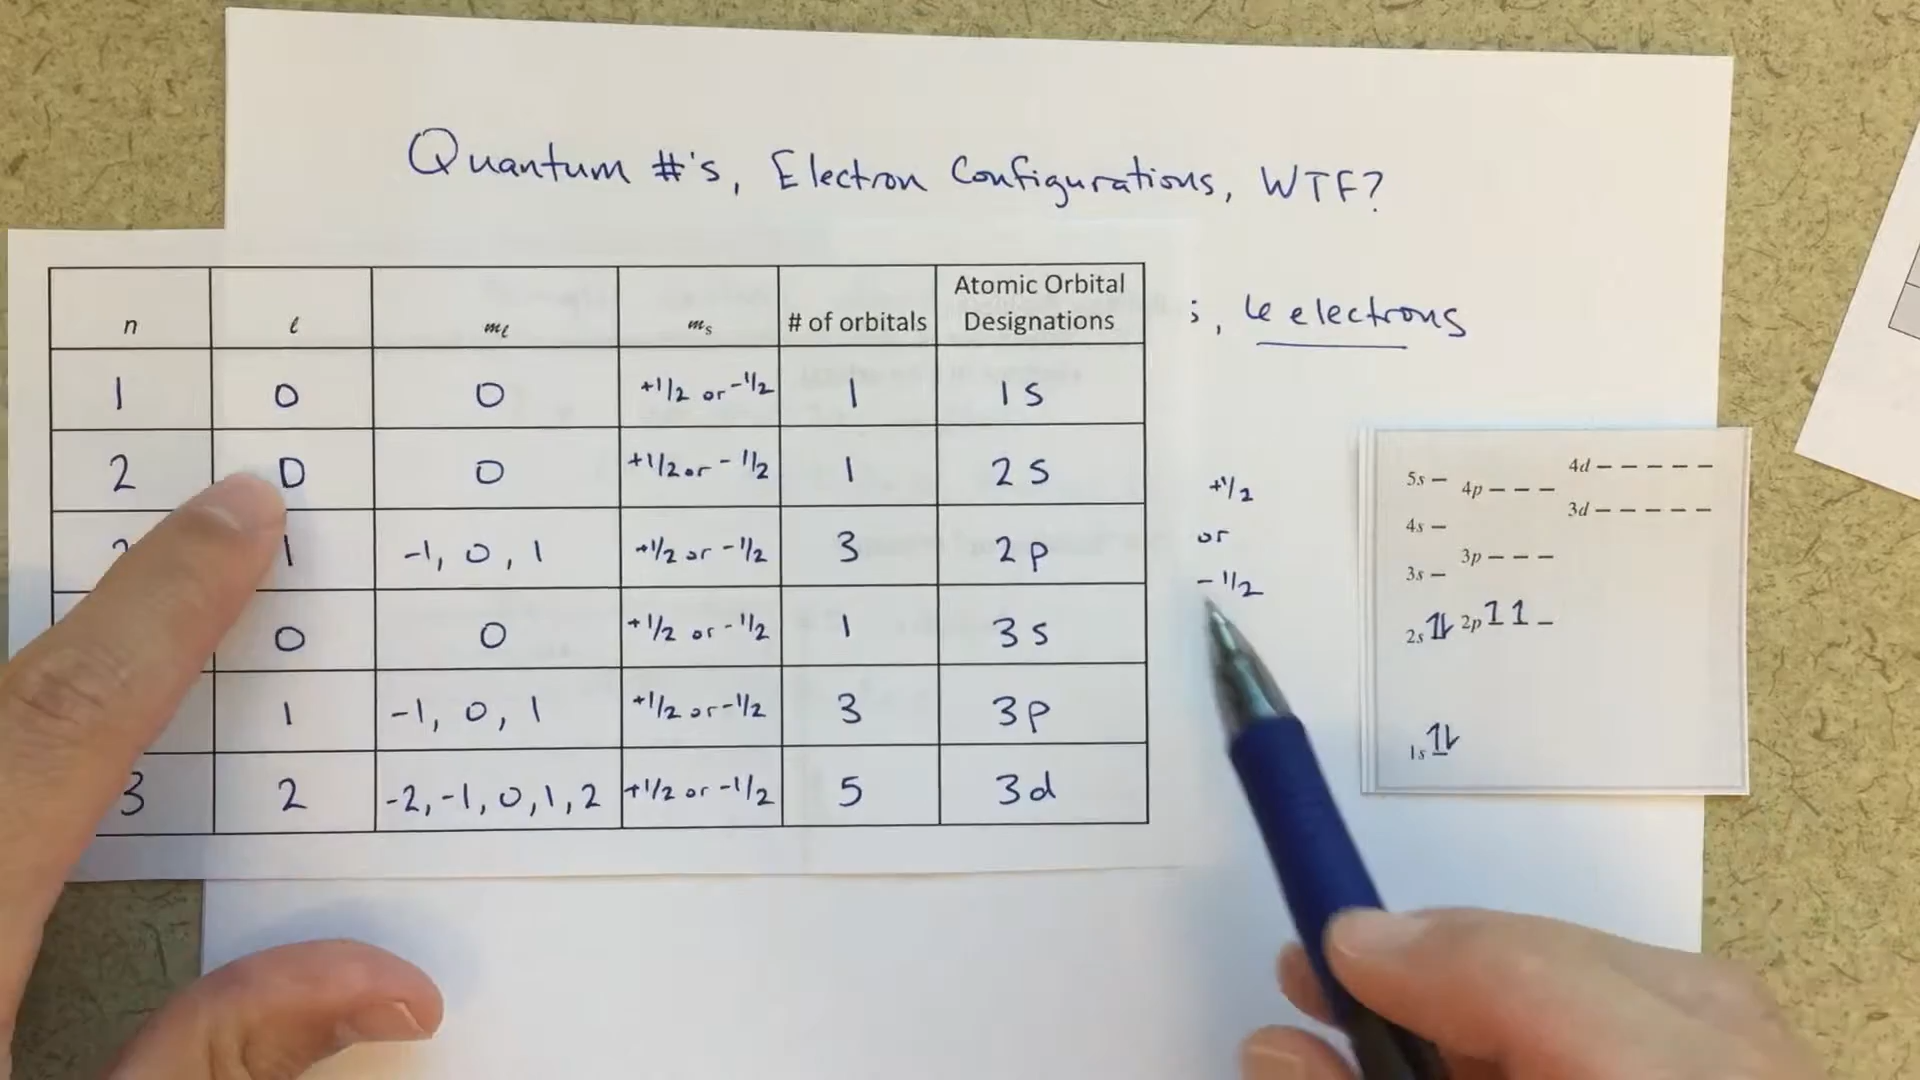 Quantum #'s, Electron Configurations, WTF?
n ℓ mℓ ms # of orbitals Atomic Orbital Designations
1 0 0 +1/2 or -1/2 1 1s
2 0 0 +1/2 or -1/2 1 2s
1 -1, 0, 1 +1/2 or -1/2 3 2p
0 0 +1/2 or -1/2 1 3s
1 -1, 0, 1 +1/2 or -1/2 3 3p
3 2 -2, -1, 0, 1, 2 +1/2 or -1/2 5 3d
electrons
+1/2
or
-1/2
4d – – – – –
5s – 4p – – –
3d – – – – –
4s –
3p – – –
3s –
2s 1⇂ 2p 1 1 –
1s 1⇂